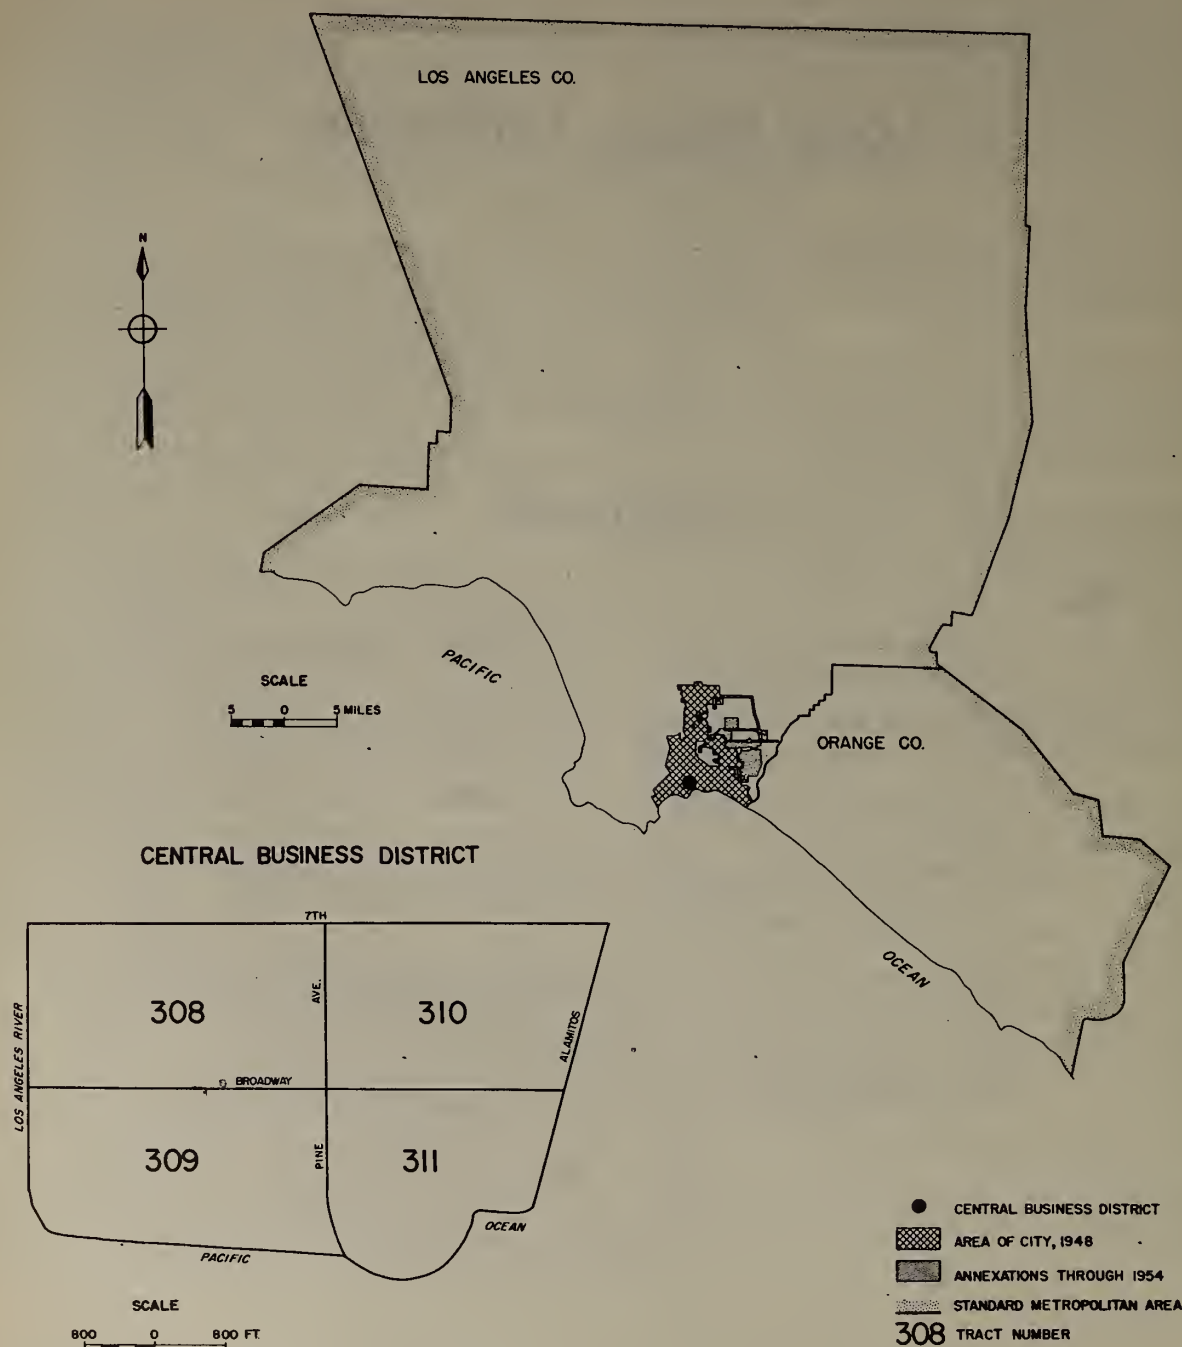 LOS ANGELES CO.
N
PACIFIC
SCALE
5 0 5 MILES
ORANGE CO.
OCEAN
CENTRAL BUSINESS DISTRICT
7TH
LOS ANGELES RIVER
308
AVE.
310
ALAMITOS
BROADWAY
309
PINE
311
PACIFIC
OCEAN
SCALE
800 0 800 FT.
CENTRAL BUSINESS DISTRICT
AREA OF CITY, 1948
ANNEXATIONS THROUGH 1954
STANDARD METROPOLITAN AREA
308 TRACT NUMBER